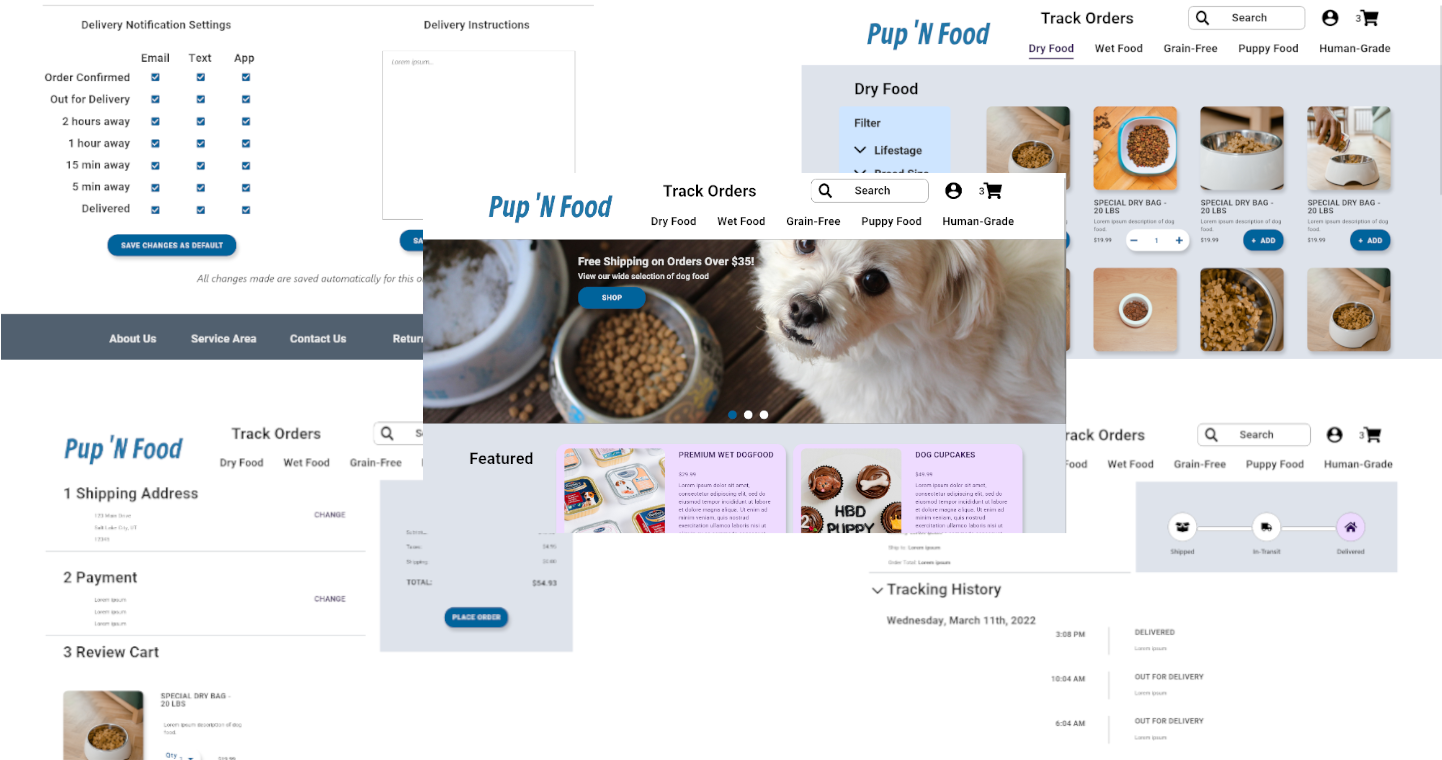 Delivery Notification Settings
Delivery Instructions
Email Text App
Order Confirmed
Out for Delivery
2 hours away
1 hour away
15 min away
5 min away
Delivered
Lorem ipsum...
SAVE CHANGES AS DEFAULT
SA
All changes made are saved automatically for this o
About Us Service Area Contact Us Return
Pup 'N Food
Track Orders
Search
3
Dry Food Wet Food Grain-Free Puppy Food Human-Grade
Dry Food
Filter
Lifestage
Breed Size
SPECIAL DRY BAG -
20 LBS
Lorem ipsum description of dog
food.
$19.99
1
SPECIAL DRY BAG -
20 LBS
Lorem ipsum description of dog
food.
$19.99
+ ADD
SPECIAL DRY BAG -
20 LBS
Lorem ipsum description of dog
food.
$19.99
+ ADD
Pup 'N Food
Track Orders
Search
3
Dry Food Wet Food Grain-Free Puppy Food Human-Grade
Free Shipping on Orders Over $35!
View our wide selection of dog food
SHOP
Featured
PREMIUM WET DOGFOOD
$29.99
Lorem ipsum dolor sit amet,
consectetur adipiscing elit, sed do
eiusmod tempor incididunt ut labore
et dolore magna aliqua. Ut enim ad
minim veniam, quis nostrud
exercitation ullamco laboris nisi ut
HBD
PUPPY
DOG CUPCAKES
$49.99
Lorem ipsum dolor sit amet,
consectetur adipiscing elit, sed do
eiusmod tempor incididunt ut labore
et dolore magna aliqua. Ut enim ad
minim veniam, quis nostrud
exercitation ullamco laboris nisi ut
Pup 'N Food
Track Orders
S
Dry Food Wet Food Grain-Free
1 Shipping Address
123 Main Drive
Salt Lake City, UT
CHANGE
2 Payment
Lorem ipsum
Lorem ipsum
Lorem ipsum
CHANGE
3 Review Cart
SPECIAL DRY BAG -
20 LBS
Lorem ipsum description of dog
food.
Qty
Taxes:
Shipping:
TOTAL: $54.93
PLACE ORDER
rack Orders
Search
3
Food Wet Food Grain-Free Puppy Food Human-Grade
Shipped In-Transit Delivered
Ship to: Lorem ipsum
Order Total: Lorem ipsum
Tracking History
Wednesday, March 11th, 2022
3:08 PM
DELIVERED
Lorem ipsum
10:04 AM
OUT FOR DELIVERY
Lorem ipsum
6:04 AM
OUT FOR DELIVERY
Lorem ipsum